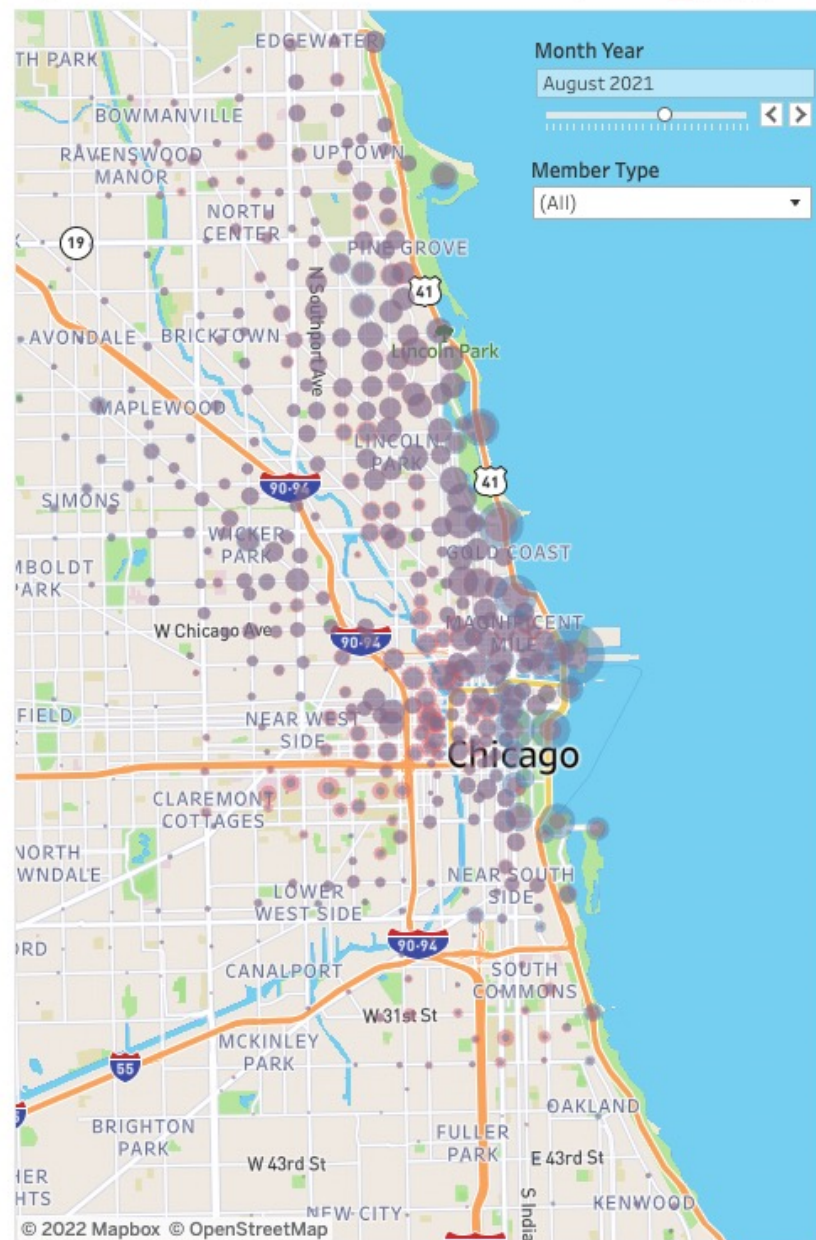 EDGEWATER
TH PARK
Month Year
August 2021
BOWMANVILLE
RAVENSWOOD
MANOR
UPTOWN
Member Type
(All)
NORTH
CENTER
19
PINE GROVE
N Southport Ave
41
AVONDALE
BRICKTOWN
Lincoln Park
MAPLEWOOD
LINCOLN
PARK
90-94
41
SIMONS
WICKER
PARK
GOLD COAST
MBOLDT
PARK
W Chicago Ave
90-94
MAGNIFICENT
MILE
FIELD
NEAR WEST
SIDE
Chicago
CLAREMONT
COTTAGES
NORTH
WNDALE
NEAR SOUTH
SIDE
LOWER
WEST SIDE
90-94
RD
CANALPORT
SOUTH
COMMONS
W 31st St
MCKINLEY
PARK
55
OAKLAND
BRIGHTON
PARK
FULLER
PARK
W 43rd St
E 43rd St
HER
HTS
S India
KENWOOD
NEW CITY
© 2022 Mapbox © OpenStreetMap